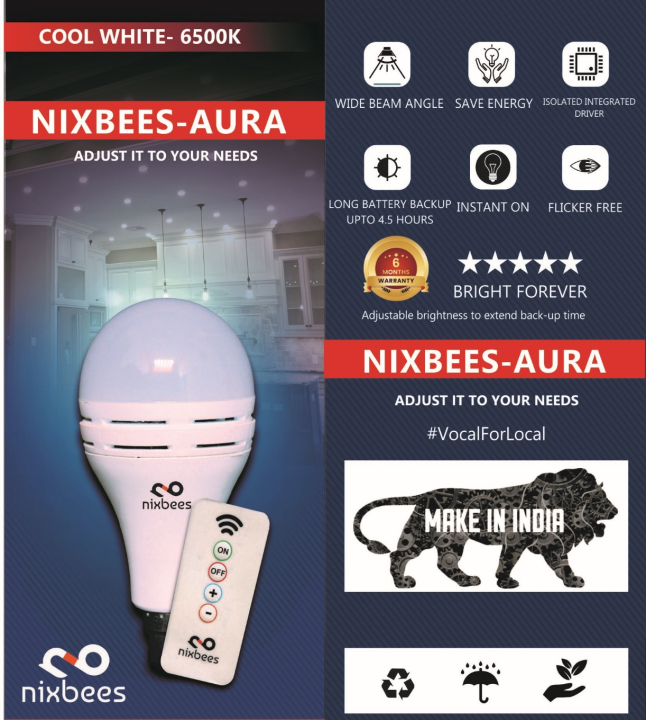 COOL WHITE- 6500K
NIXBEES-AURA
ADJUST IT TO YOUR NEEDS
nixbees
ON
OFF
+
-
nixbees
nixbees
WIDE BEAM ANGLE
SAVE ENERGY
ISOLATED INTEGRATED
DRIVER
LONG BATTERY BACKUP
UPTO 4.5 HOURS
INSTANT ON
FLICKER FREE
6
MONTHS
WARRANTY
BRIGHT FOREVER
Adjustable brightness to extend back-up time
NIXBEES-AURA
ADJUST IT TO YOUR NEEDS
#VocalForLocal
MAKE IN INDIA